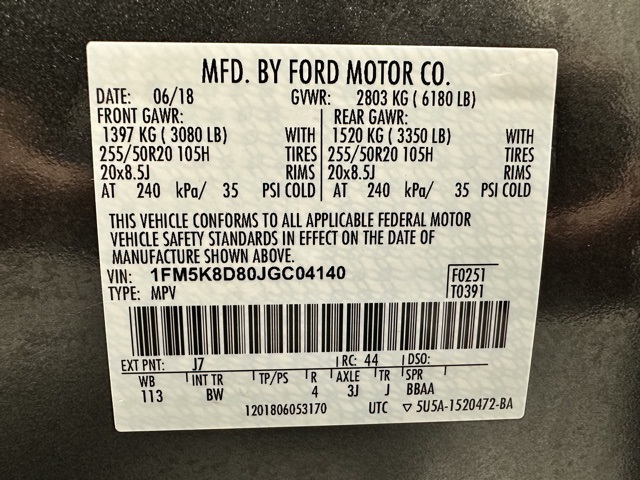 MFD. BY FORD MOTOR CO.
DATE: 06/18 GVWR: 2803 KG ( 6180 LB)
FRONT GAWR: REAR GAWR:
1397 KG ( 3080 LB) WITH 1520 KG ( 3350 LB) WITH
255/50R20 105H TIRES 255/50R20 105H TIRES
20x8.5J RIMS 20x8.5J RIMS
AT 240 kPa/ 35 PSI COLD AT 240 kPa/ 35 PSI COLD
THIS VEHICLE CONFORMS TO ALL APPLICABLE FEDERAL MOTOR
VEHICLE SAFETY STANDARDS IN EFFECT ON THE DATE OF
MANUFACTURE SHOWN ABOVE.
VIN: 1FM5K8D80JGC04140 F0251
TYPE: MPV T0391
EXT PNT: J7 RC: 44 DSO:
WB INT TR TP/PS R AXLE TR SPR
113 BW 4 3J J BBAA
1201806053170 UTC ▽ 5U5A-1520472-BA